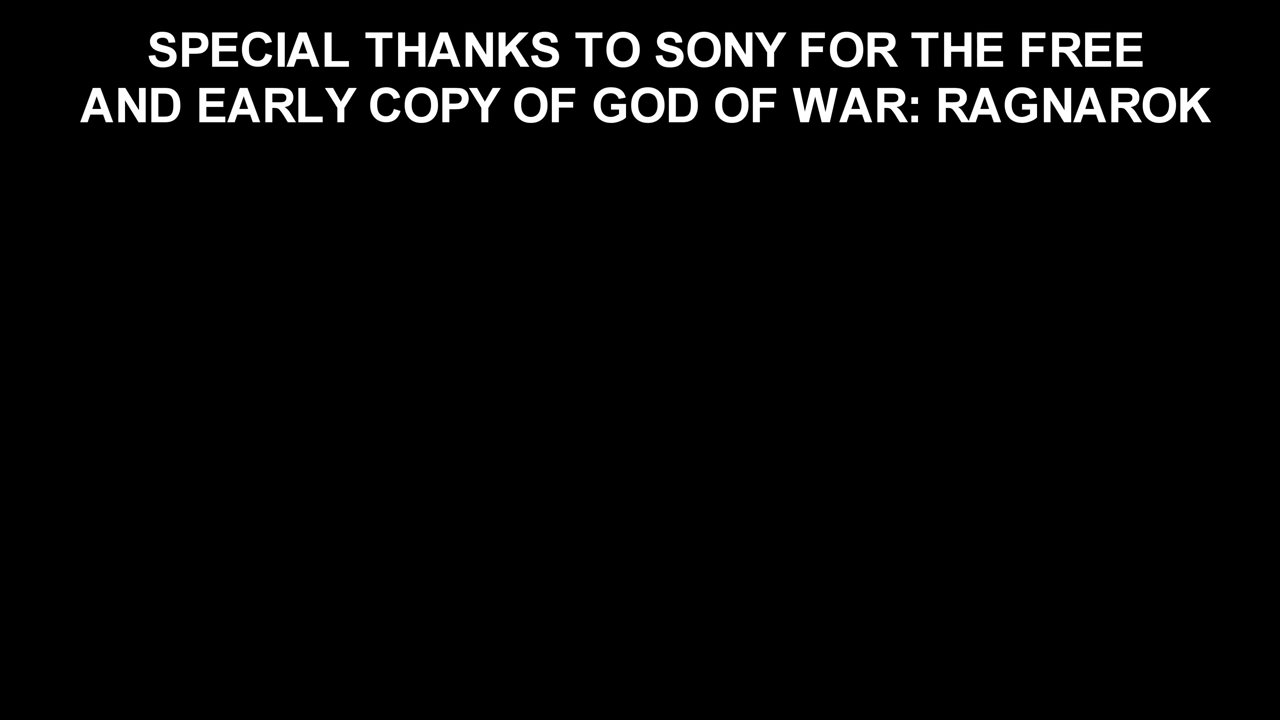 SPECIAL THANKS TO SONY FOR THE FREE
AND EARLY COPY OF GOD OF WAR: RAGNAROK